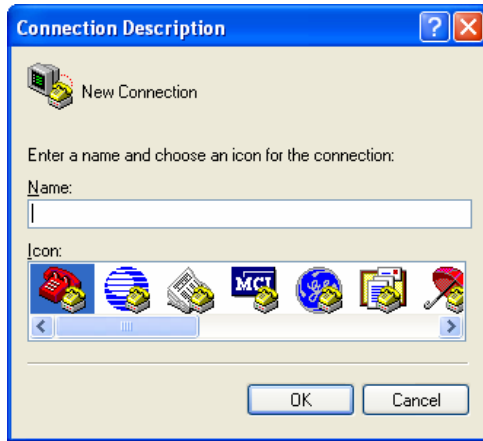 Connection Description
New Connection
Enter a name and choose an icon for the connection:
Name:
Icon:
MCI
OK Cancel